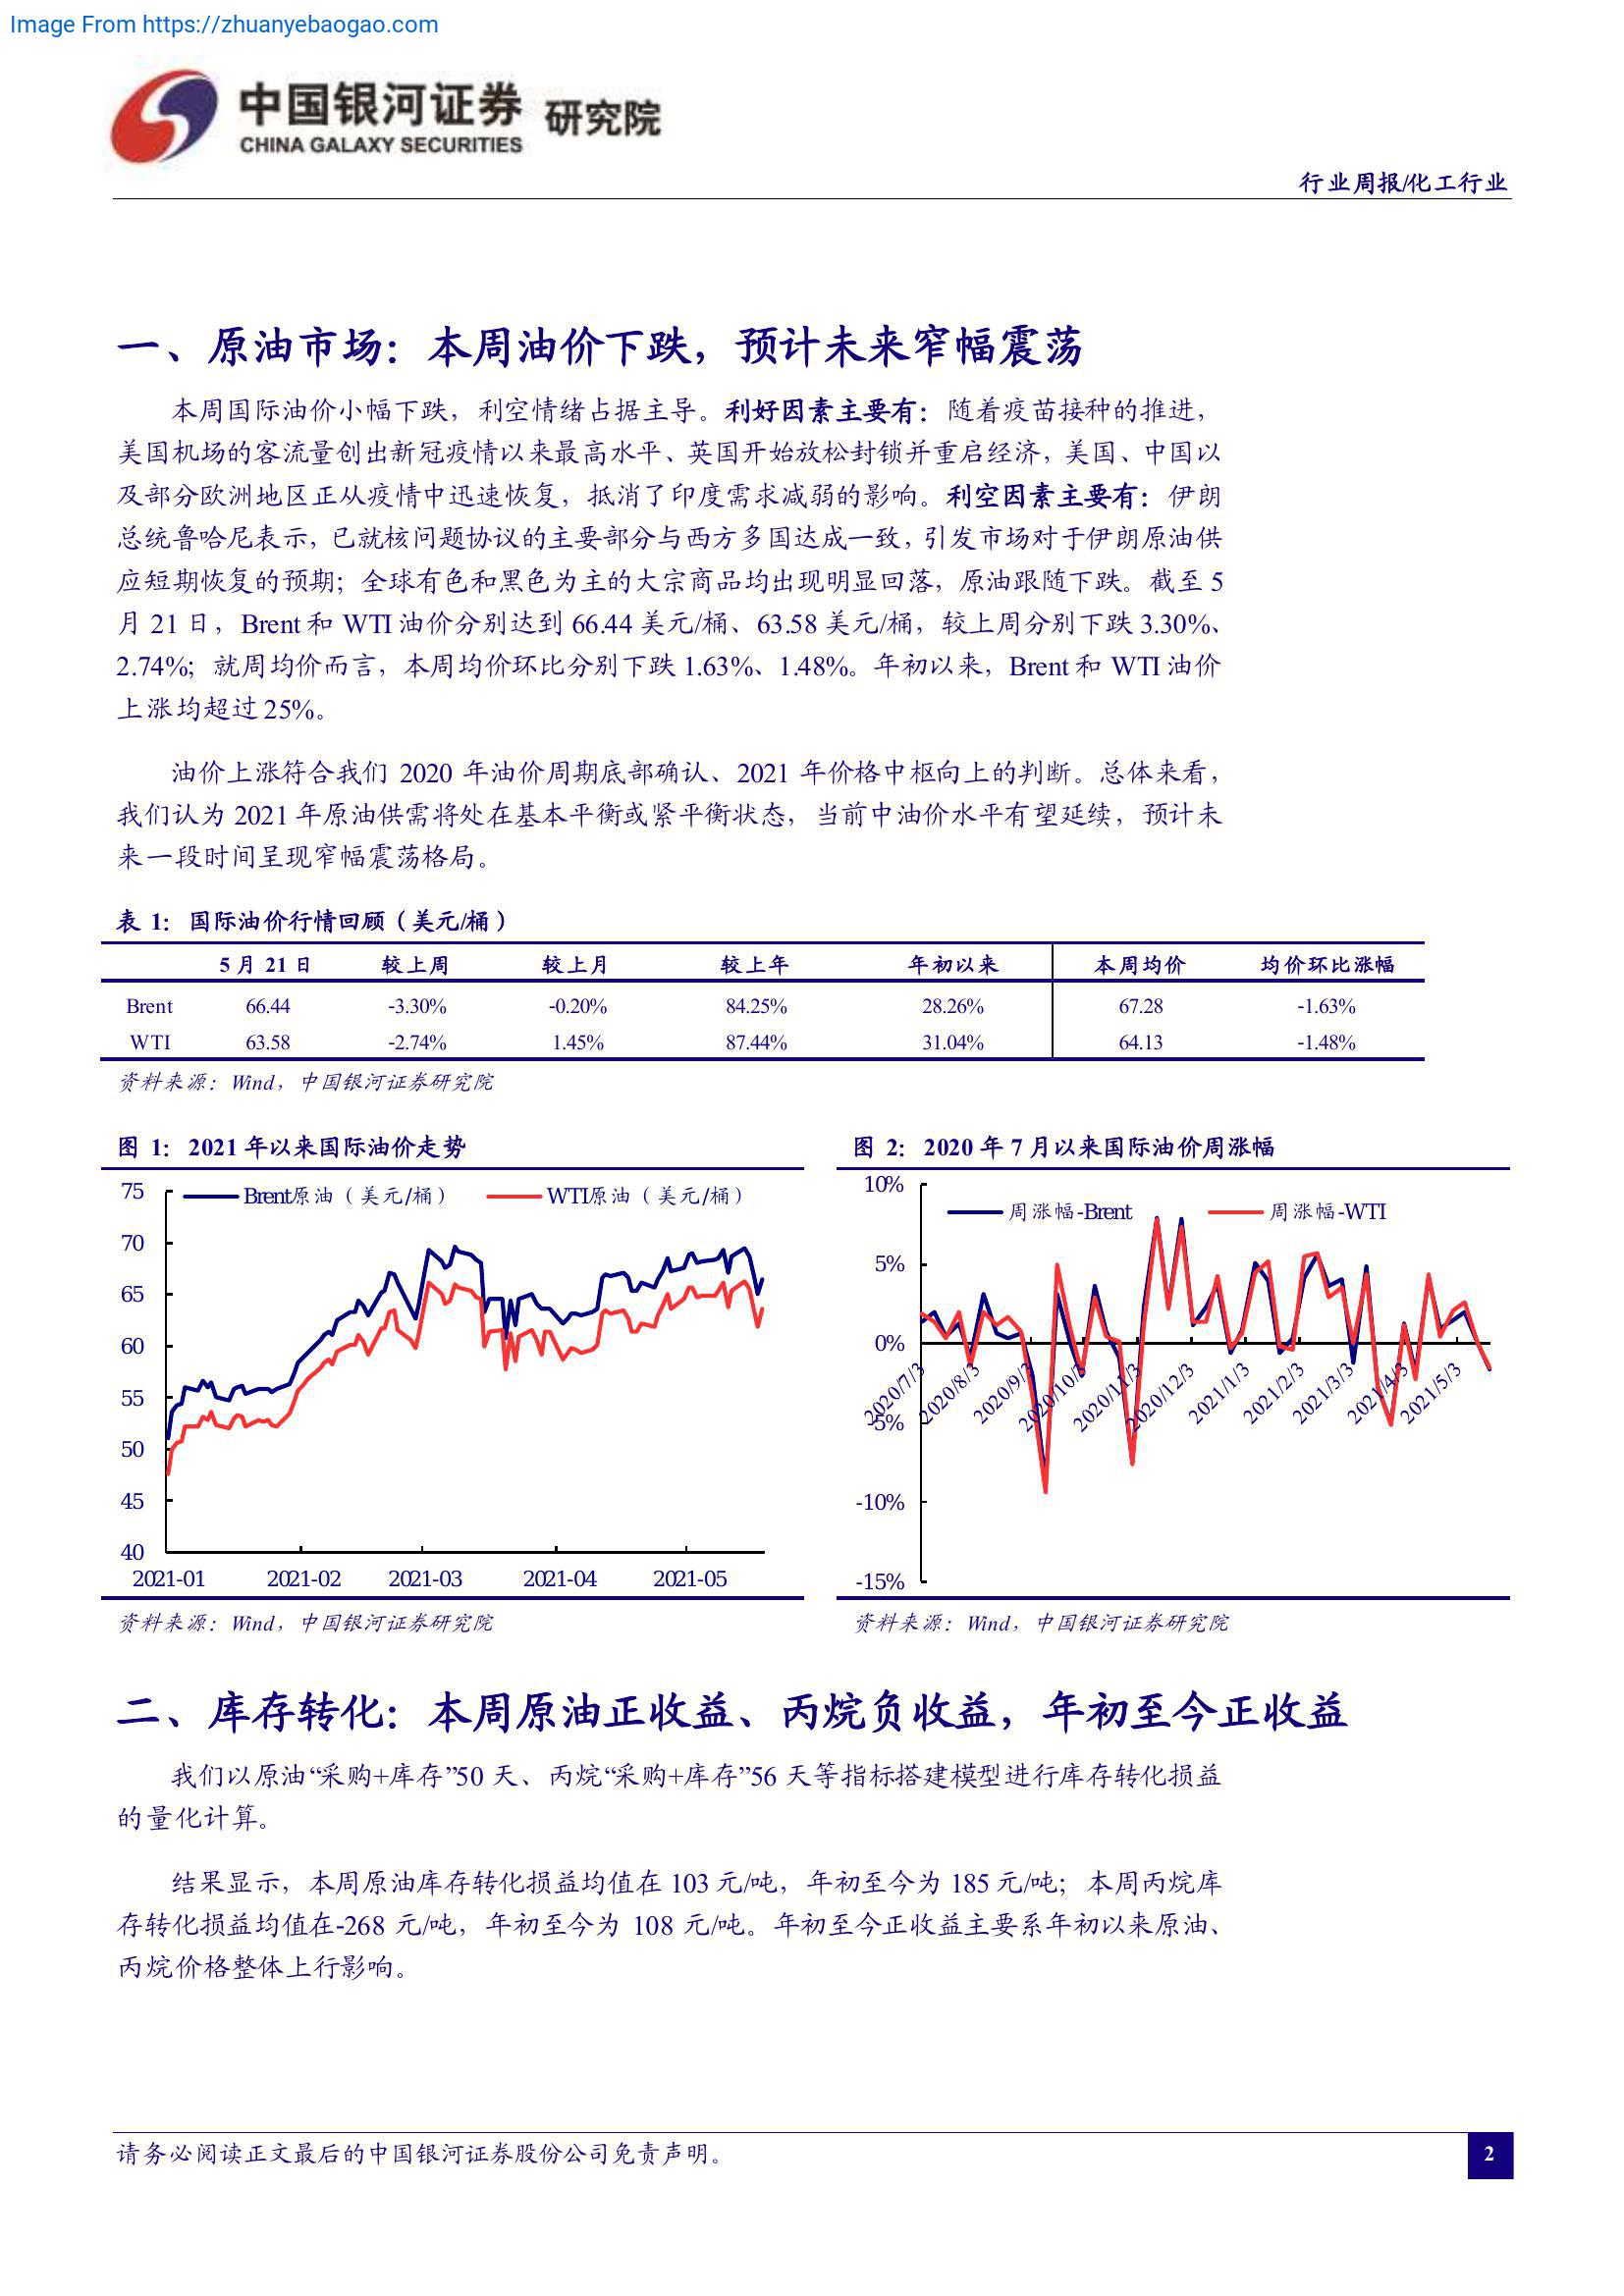 Image From https://zhuanyebaogao.com
中国银河证券 研究院
CHINA GALAXY SECURITIES
行业周报/化工行业
一、原油市场：本周油价下跌，预计未来窄幅震荡
本周国际油价小幅下跌，利空情绪占据主导。利好因素主要有：随着疫苗接种的推进，
美国机场的客流量创出新冠疫情以来最高水平、英国开始放松封锁并重启经济，美国、中国以
及部分欧洲地区正从疫情中迅速恢复，抵消了印度需求减弱的影响。利空因素主要有：伊朗
总统鲁哈尼表示，已就核问题协议的主要部分与西方多国达成一致，引发市场对于伊朗原油供
应短期恢复的预期；全球有色和黑色为主的大宗商品均出现明显回落，原油跟随下跌。截至 5
月 21 日，Brent 和 WTI 油价分别达到 66.44 美元/桶、63.58 美元/桶，较上周分别下跌 3.30%、
2.74%；就周均价而言，本周均价环比分别下跌 1.63%、1.48%。年初以来，Brent 和 WTI 油价
上涨均超过 25%。
油价上涨符合我们 2020 年油价周期底部确认、2021 年价格中枢向上的判断。总体来看，
我们认为 2021 年原油供需将处在基本平衡或紧平衡状态，当前中油价水平有望延续，预计未
来一段时间呈现窄幅震荡格局。
表 1：国际油价行情回顾（美元/桶）
5 月 21 日 较上周 较上月 较上年 年初以来 本周均价 均价环比涨幅
Brent 66.44 -3.30% -0.20% 84.25% 28.26% 67.28 -1.63%
WTI 63.58 -2.74% 1.45% 87.44% 31.04% 64.13 -1.48%
资料来源：Wind，中国银河证券研究院
图 1：2021 年以来国际油价走势
Brent原油（美元/桶） WTI原油（美元/桶）
75
70
65
60
55
50
45
40
2021-01 2021-02 2021-03 2021-04 2021-05
资料来源：Wind，中国银河证券研究院
图 2：2020 年 7 月以来国际油价周涨幅
周涨幅-Brent 周涨幅-WTI
10%
5%
0%
-5%
-10%
-15%
2020/7/3 2020/8/3 2020/9/3 2020/10/3 2020/11/3 2020/12/3 2021/1/3 2021/2/3 2021/3/3 2021/4/3 2021/5/3
资料来源：Wind，中国银河证券研究院
二、库存转化：本周原油正收益、丙烷负收益，年初至今正收益
我们以原油“采购+库存”50 天、丙烷“采购+库存”56 天等指标搭建模型进行库存转化损益
的量化计算。
结果显示，本周原油库存转化损益均值在 103 元/吨，年初至今为 185 元/吨；本周丙烷库
存转化损益均值在-268 元/吨，年初至今为 108 元/吨。年初至今正收益主要系年初以来原油、
丙烷价格整体上行影响。
请务必阅读正文最后的中国银河证券股份公司免责声明。
2